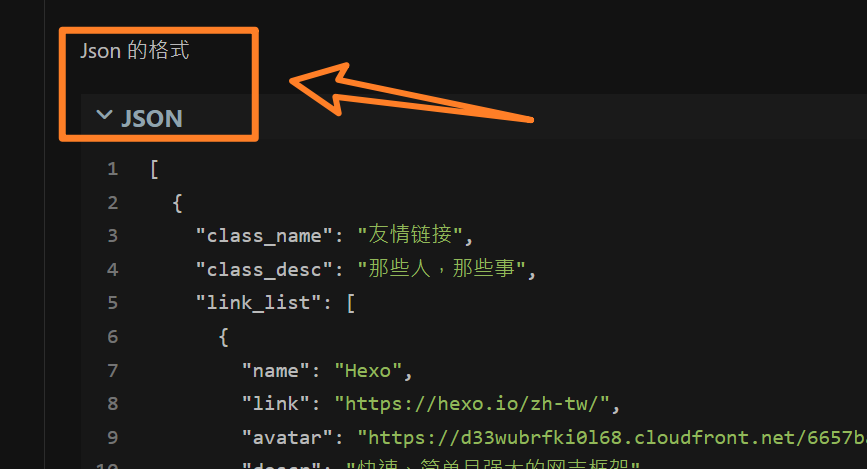 Json 的格式
JSON
1 [
2 {
3 "class_name": "友情链接",
4 "class_desc": "那些人，那些事",
5 "link_list": [
6 {
7 "name": "Hexo",
8 "link": "https://hexo.io/zh-tw/",
9 "avatar": "https://d33wubrfki0l68.cloudfront.net/6657b
10 "descr": "快速、简单且强大的网志框架"